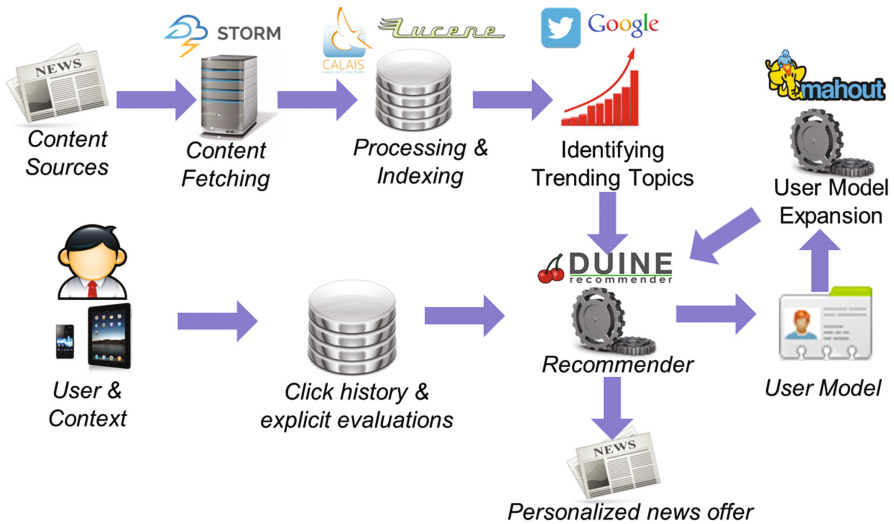 STORM
CALAIS
Lucene
Google
NEWS
mahout
Content
Sources
Content
Fetching
Processing &
Indexing
Identifying
Trending Topics
User Model
Expansion
DUINE
recommender
User &
Context
Click history &
explicit evaluations
Recommender
User Model
NEWS
Personalized news offer